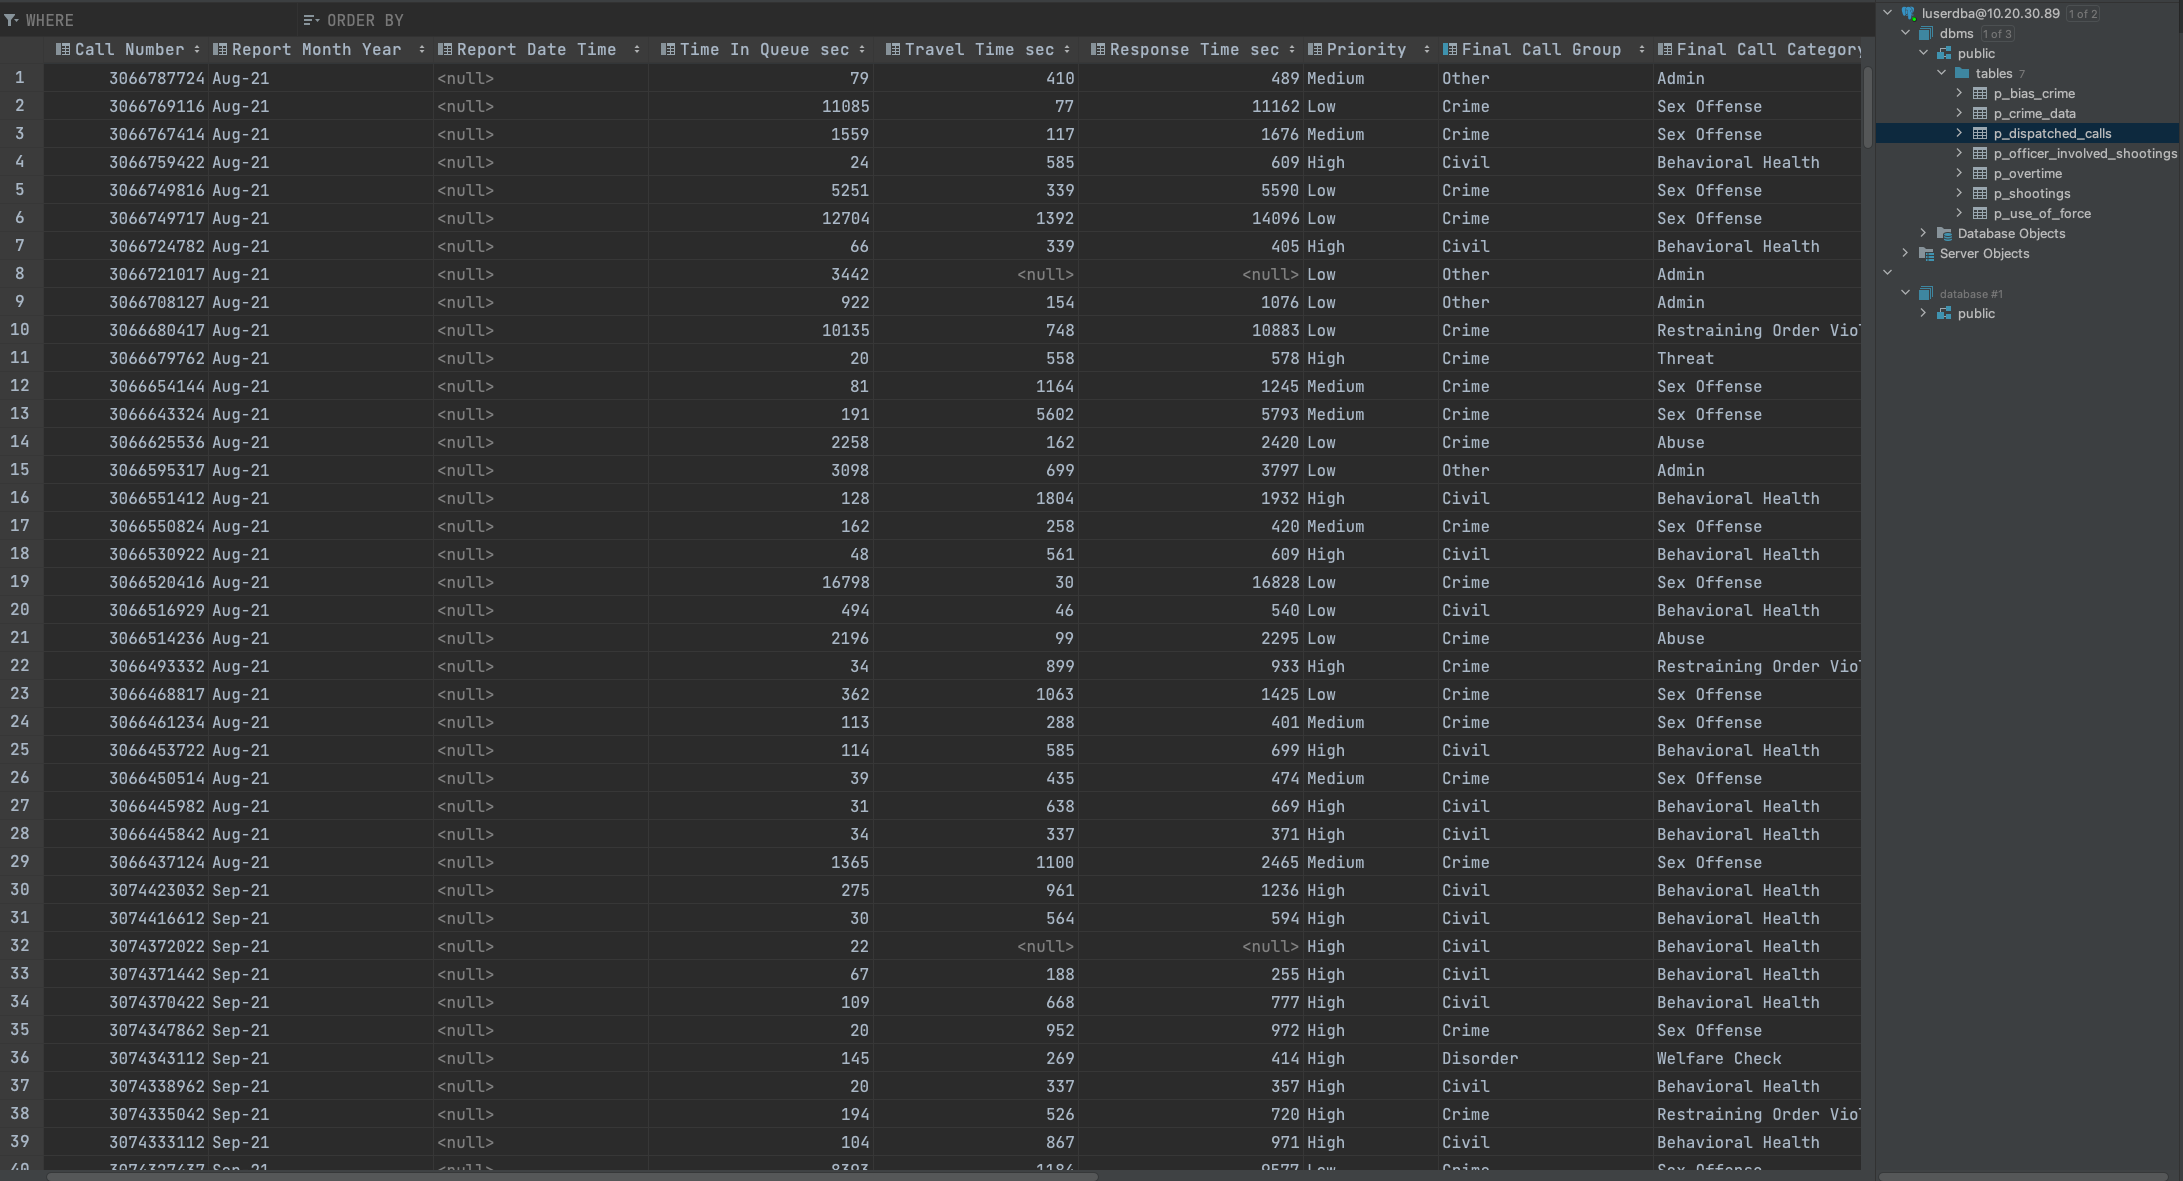 WHERE ORDER BY
Call Number Report Month Year Report Date Time Time In Queue sec Travel Time sec Response Time sec Priority Final Call Group Final Call Category
1 3066787724 Aug-21 <null> 79 410 489 Medium Other Admin
2 3066769116 Aug-21 <null> 11085 77 11162 Low Crime Sex Offense
3 3066767414 Aug-21 <null> 1559 117 1676 Medium Crime Sex Offense
4 3066759422 Aug-21 <null> 24 585 609 High Civil Behavioral Health
5 3066749816 Aug-21 <null> 5251 339 5590 Low Crime Sex Offense
6 3066749717 Aug-21 <null> 12704 1392 14096 Low Crime Sex Offense
7 3066724782 Aug-21 <null> 66 339 405 High Civil Behavioral Health
8 3066721017 Aug-21 <null> 3442 <null> <null> Low Other Admin
9 3066708127 Aug-21 <null> 922 154 1076 Low Other Admin
10 3066680417 Aug-21 <null> 10135 748 10883 Low Crime Restraining Order Viol
11 3066679762 Aug-21 <null> 20 558 578 High Crime Threat
12 3066654144 Aug-21 <null> 81 1164 1245 Medium Crime Sex Offense
13 3066643324 Aug-21 <null> 191 5602 5793 Medium Crime Sex Offense
14 3066625536 Aug-21 <null> 2258 162 2420 Low Crime Abuse
15 3066595317 Aug-21 <null> 3098 699 3797 Low Other Admin
16 3066551412 Aug-21 <null> 128 1804 1932 High Civil Behavioral Health
17 3066550824 Aug-21 <null> 162 258 420 Medium Crime Sex Offense
18 3066530922 Aug-21 <null> 48 561 609 High Civil Behavioral Health
19 3066520416 Aug-21 <null> 16798 30 16828 Low Crime Sex Offense
20 3066516929 Aug-21 <null> 494 46 540 Low Civil Behavioral Health
21 3066514236 Aug-21 <null> 2196 99 2295 Low Crime Abuse
22 3066493332 Aug-21 <null> 34 899 933 High Crime Restraining Order Viol
23 3066468817 Aug-21 <null> 362 1063 1425 Low Crime Sex Offense
24 3066461234 Aug-21 <null> 113 288 401 Medium Crime Sex Offense
25 3066453722 Aug-21 <null> 114 585 699 High Civil Behavioral Health
26 3066450514 Aug-21 <null> 39 435 474 Medium Crime Sex Offense
27 3066445982 Aug-21 <null> 31 638 669 High Civil Behavioral Health
28 3066445842 Aug-21 <null> 34 337 371 High Civil Behavioral Health
29 3066437124 Aug-21 <null> 1365 1100 2465 Medium Crime Sex Offense
30 3074423032 Sep-21 <null> 275 961 1236 High Civil Behavioral Health
31 3074416612 Sep-21 <null> 30 564 594 High Civil Behavioral Health
32 3074372022 Sep-21 <null> 22 <null> <null> High Civil Behavioral Health
33 3074371442 Sep-21 <null> 67 188 255 High Civil Behavioral Health
34 3074370422 Sep-21 <null> 109 668 777 High Civil Behavioral Health
35 3074347862 Sep-21 <null> 20 952 972 High Crime Sex Offense
36 3074343112 Sep-21 <null> 145 269 414 High Disorder Welfare Check
37 3074338962 Sep-21 <null> 20 337 357 High Civil Behavioral Health
38 3074335042 Sep-21 <null> 194 526 720 High Crime Restraining Order Viol
39 3074333112 Sep-21 <null> 104 867 971 High Civil Behavioral Health
40 3074327437 Sep-21 <null> 8393 1184 9577 Low Crime Sex Offense
luserdba@10.20.30.89 1 of 2
dbms 1 of 3
public
tables 7
p_bias_crime
p_crime_data
p_dispatched_calls
p_officer_involved_shootings
p_overtime
p_shootings
p_use_of_force
Database Objects
Server Objects
database #1
public